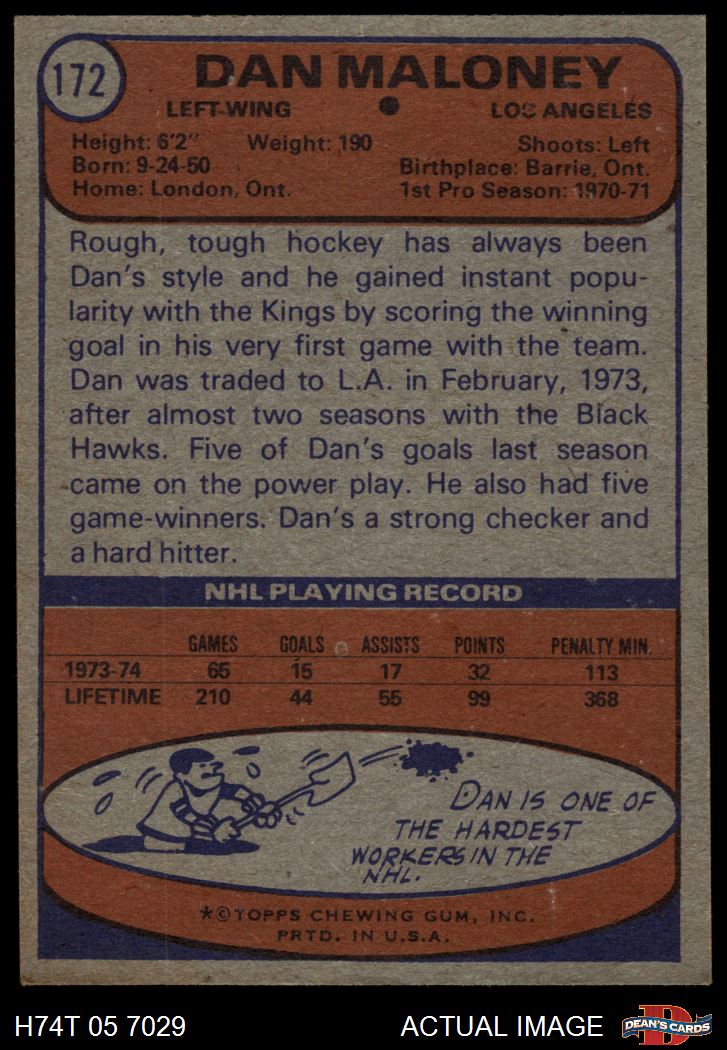 172
DAN MALONEY
LEFT-WING
LOS ANGELES
Height: 6'2" Weight: 190 Shoots: Left
Born: 9-24-50 Birthplace: Barrie, Ont.
Home: London, Ont. 1st Pro Season: 1970-71
Rough, tough hockey has always been
Dan's style and he gained instant popu-
larity with the Kings by scoring the winning
goal in his very first game with the team.
Dan was traded to L.A. in February, 1973,
after almost two seasons with the Black
Hawks. Five of Dan's goals last season
came on the power play. He also had five
game-winners. Dan's a strong checker and
a hard hitter.
NHL PLAYING RECORD
GAMES GOALS ASSISTS POINTS PENALTY MIN.
1973-74 65 15 17 32 113
LIFETIME 210 44 55 99 368
DAN IS ONE OF
THE HARDEST
WORKERS IN THE
NHL.
*©TOPPS CHEWING GUM, INC.
PRTD. IN U.S.A.
H74T 05 7029 ACTUAL IMAGE
D
DEAN'S CARDS